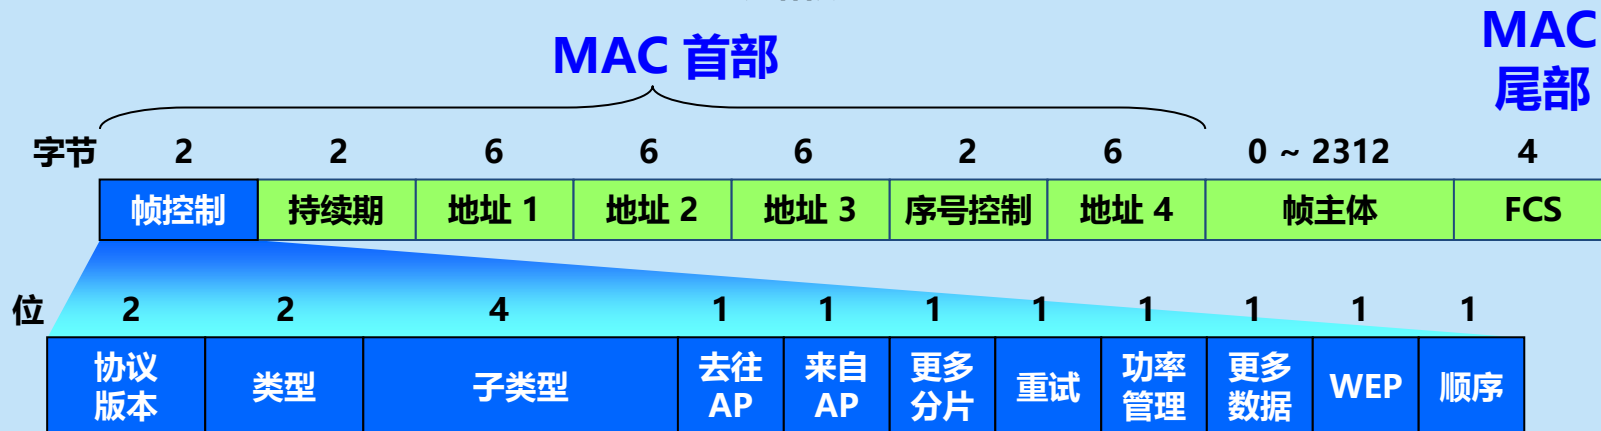 MAC 首部
MAC
尾部
字节 2 2 6 6 6 2 6 0 ~ 2312 4
帧控制 持续期 地址 1 地址 2 地址 3 序号控制 地址 4 帧主体 FCS
位 2 2 4 1 1 1 1 1 1 1 1
协议
版本
类型
子类型
去往
AP
来自
AP
更多
分片
重试
功率
管理
更多
数据
WEP
顺序